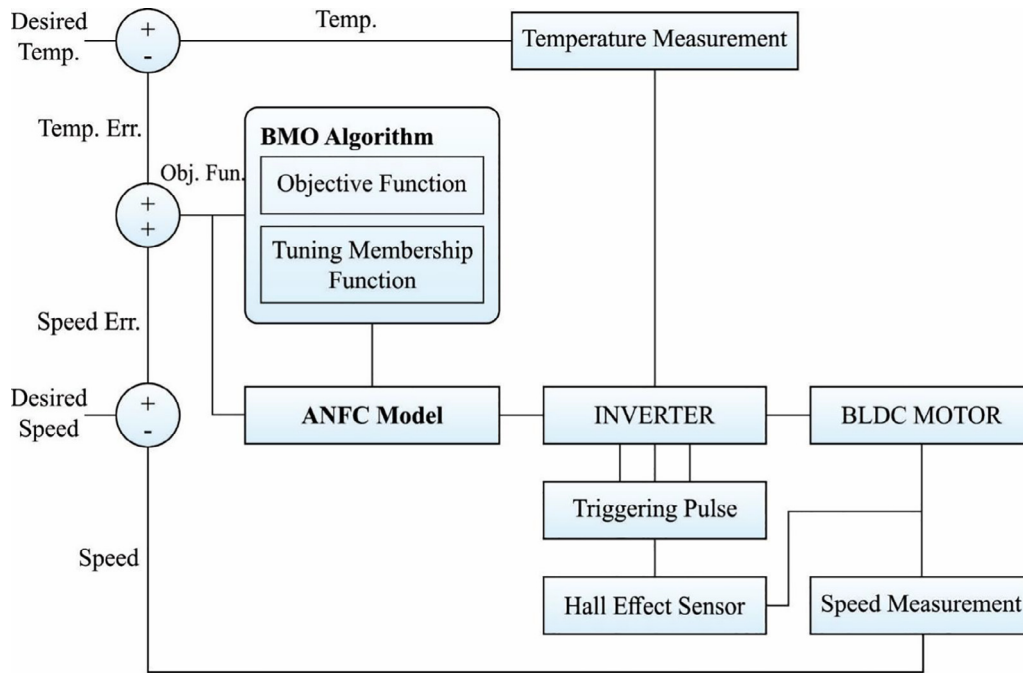 Desired
Temp.
+
-
Temp.
Temperature Measurement
Temp. Err.
BMO Algorithm
Obj. Fun.
Objective Function
+
+
Tuning Membership
Function
Speed Err.
Desired
Speed
+
-
ANFC Model
INVERTER
BLDC MOTOR
Triggering Pulse
Speed
Hall Effect Sensor
Speed Measurement